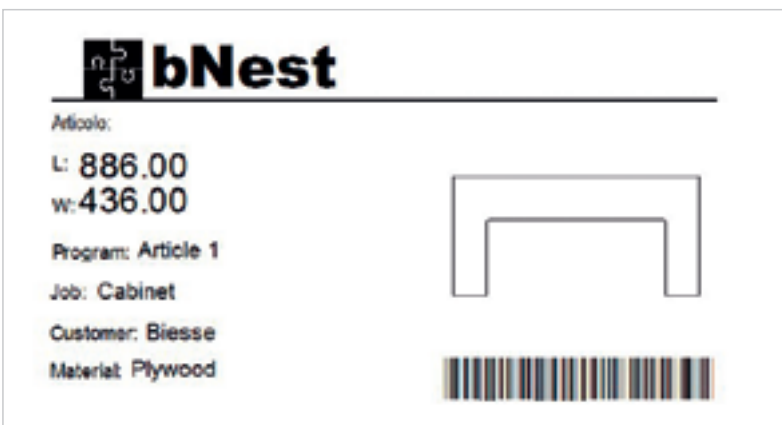 bNest
Articolo:
L: 886.00
W: 436.00
Program: Article 1
Job: Cabinet
Customer: Biesse
Material: Plywood